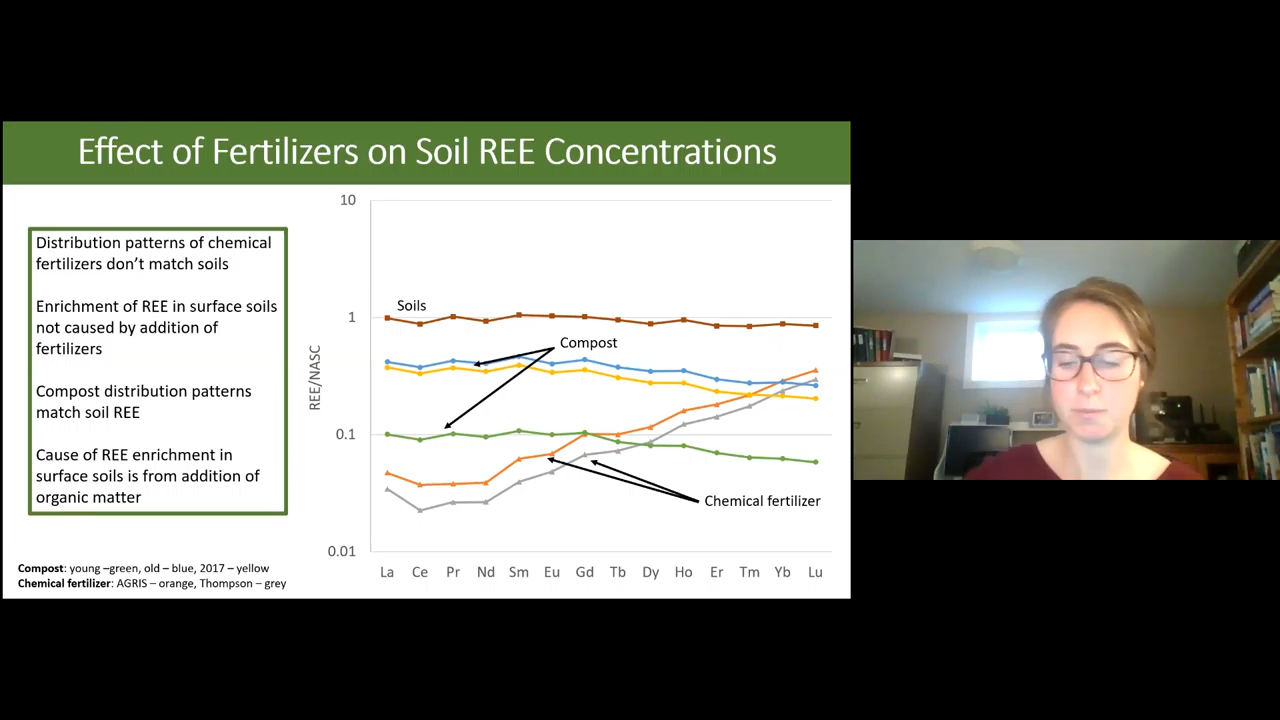 Effect of Fertilizers on Soil REE Concentrations
Distribution patterns of chemical
fertilizers don't match soils
Enrichment of REE in surface soils
not caused by addition of
fertilizers
Compost distribution patterns
match soil REE
Cause of REE enrichment in
surface soils is from addition of
organic matter
Compost: young –green, old – blue, 2017 – yellow
Chemical fertilizer: AGRIS – orange, Thompson – grey
REE/NASC
10
1
0.1
0.01
Soils
Compost
Chemical fertilizer
La Ce Pr Nd Sm Eu Gd Tb Dy Ho Er Tm Yb Lu